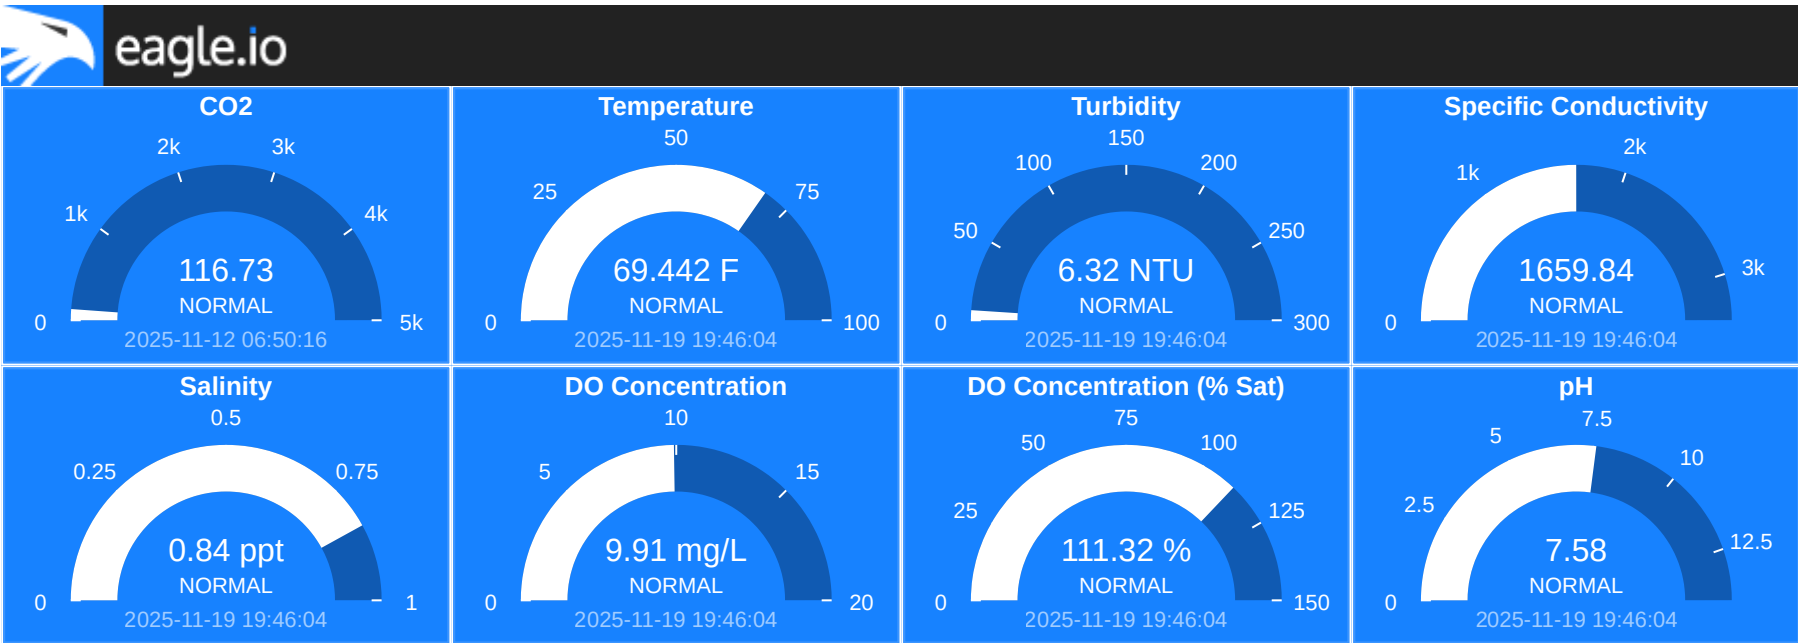 eagle.io
CO2
0
1k
2k
3k
4k
5k
116.73
NORMAL
2025-11-12 06:50:16
Temperature
0
25
50
75
100
69.442 F
NORMAL
2025-11-19 19:46:04
Turbidity
0
50
100
150
200
250
300
6.32 NTU
NORMAL
2025-11-19 19:46:04
Specific Conductivity
0
1k
2k
3k
1659.84
NORMAL
2025-11-19 19:46:04
Salinity
0
0.25
0.5
0.75
1
0.84 ppt
NORMAL
2025-11-19 19:46:04
DO Concentration
0
5
10
15
20
9.91 mg/L
NORMAL
2025-11-19 19:46:04
DO Concentration (% Sat)
0
25
50
75
100
125
150
111.32 %
NORMAL
2025-11-19 19:46:04
pH
0
2.5
5
7.5
10
12.5
7.58
NORMAL
2025-11-19 19:46:04